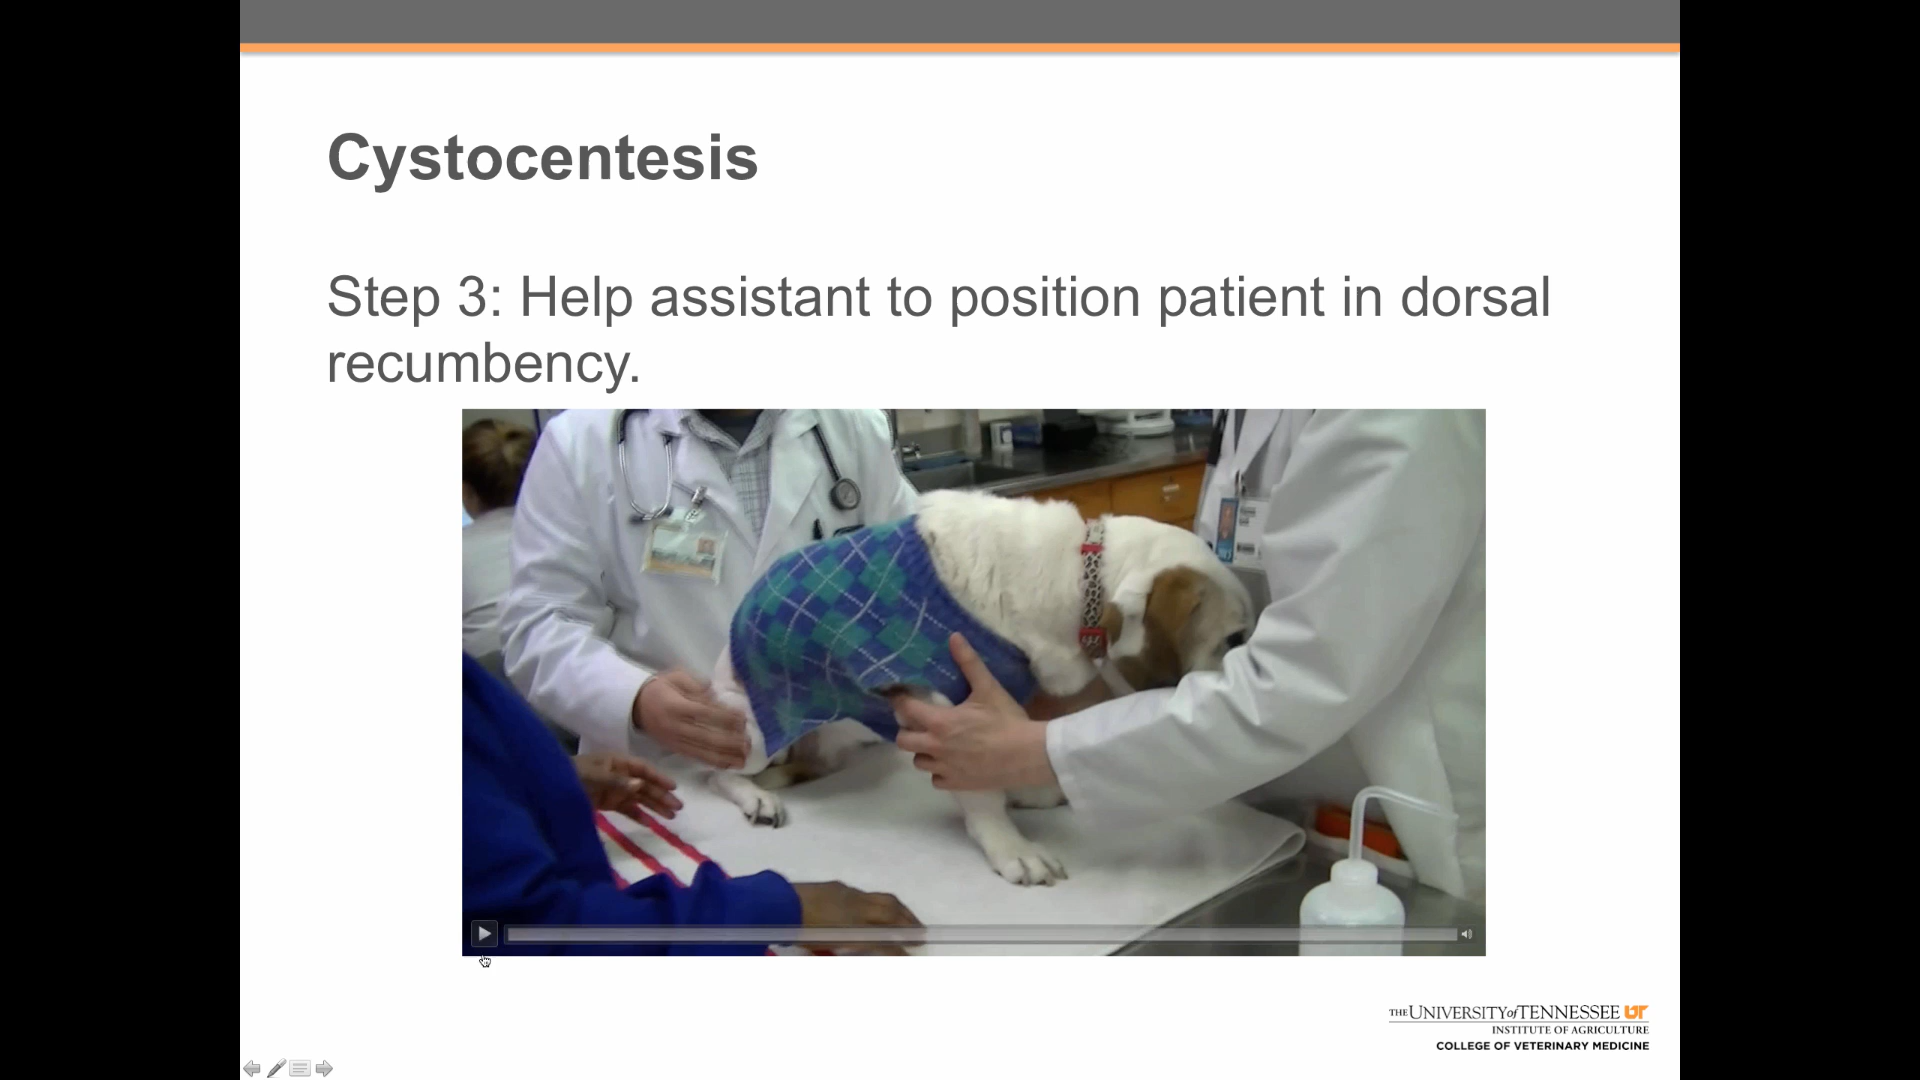 Cystocentesis
Step 3: Help assistant to position patient in dorsal
recumbency.
THE UNIVERSITY of TENNESSEE UT
INSTITUTE OF AGRICULTURE
COLLEGE OF VETERINARY MEDICINE